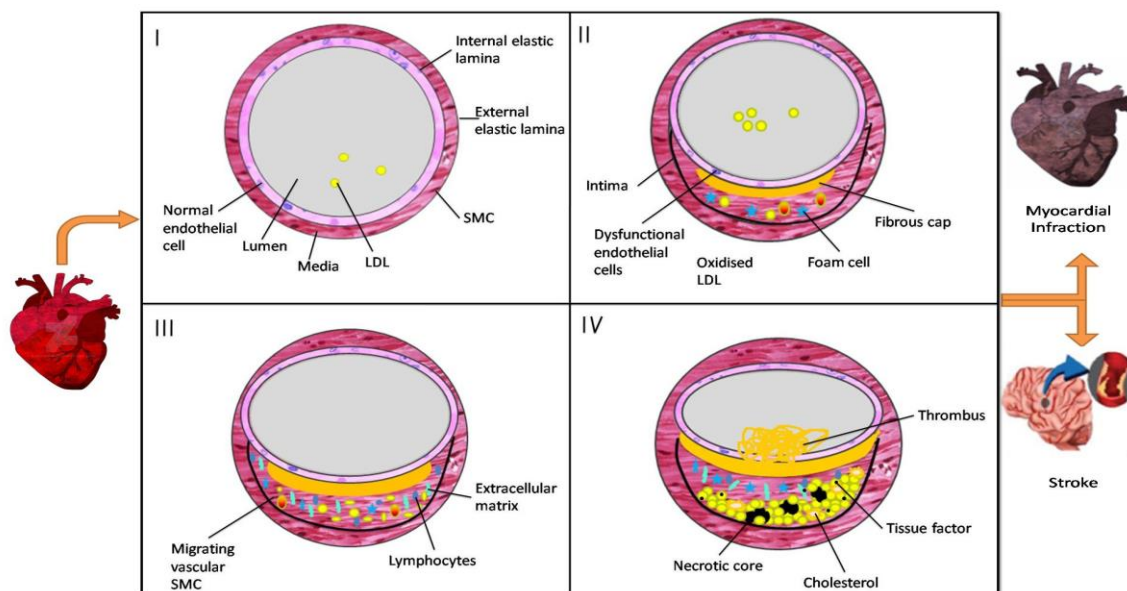 I
Internal elastic
lamina
External
elastic lamina
SMC
LDL
Media
Lumen
Normal
endothelial
cell
II
Intima
Dysfunctional
endothelial
cells
Oxidised
LDL
Foam cell
Fibrous cap
III
Extracellular
matrix
Lymphocytes
Migrating
vascular
SMC
IV
Thrombus
Tissue factor
Cholesterol
Necrotic core
Myocardial
Infraction
Stroke